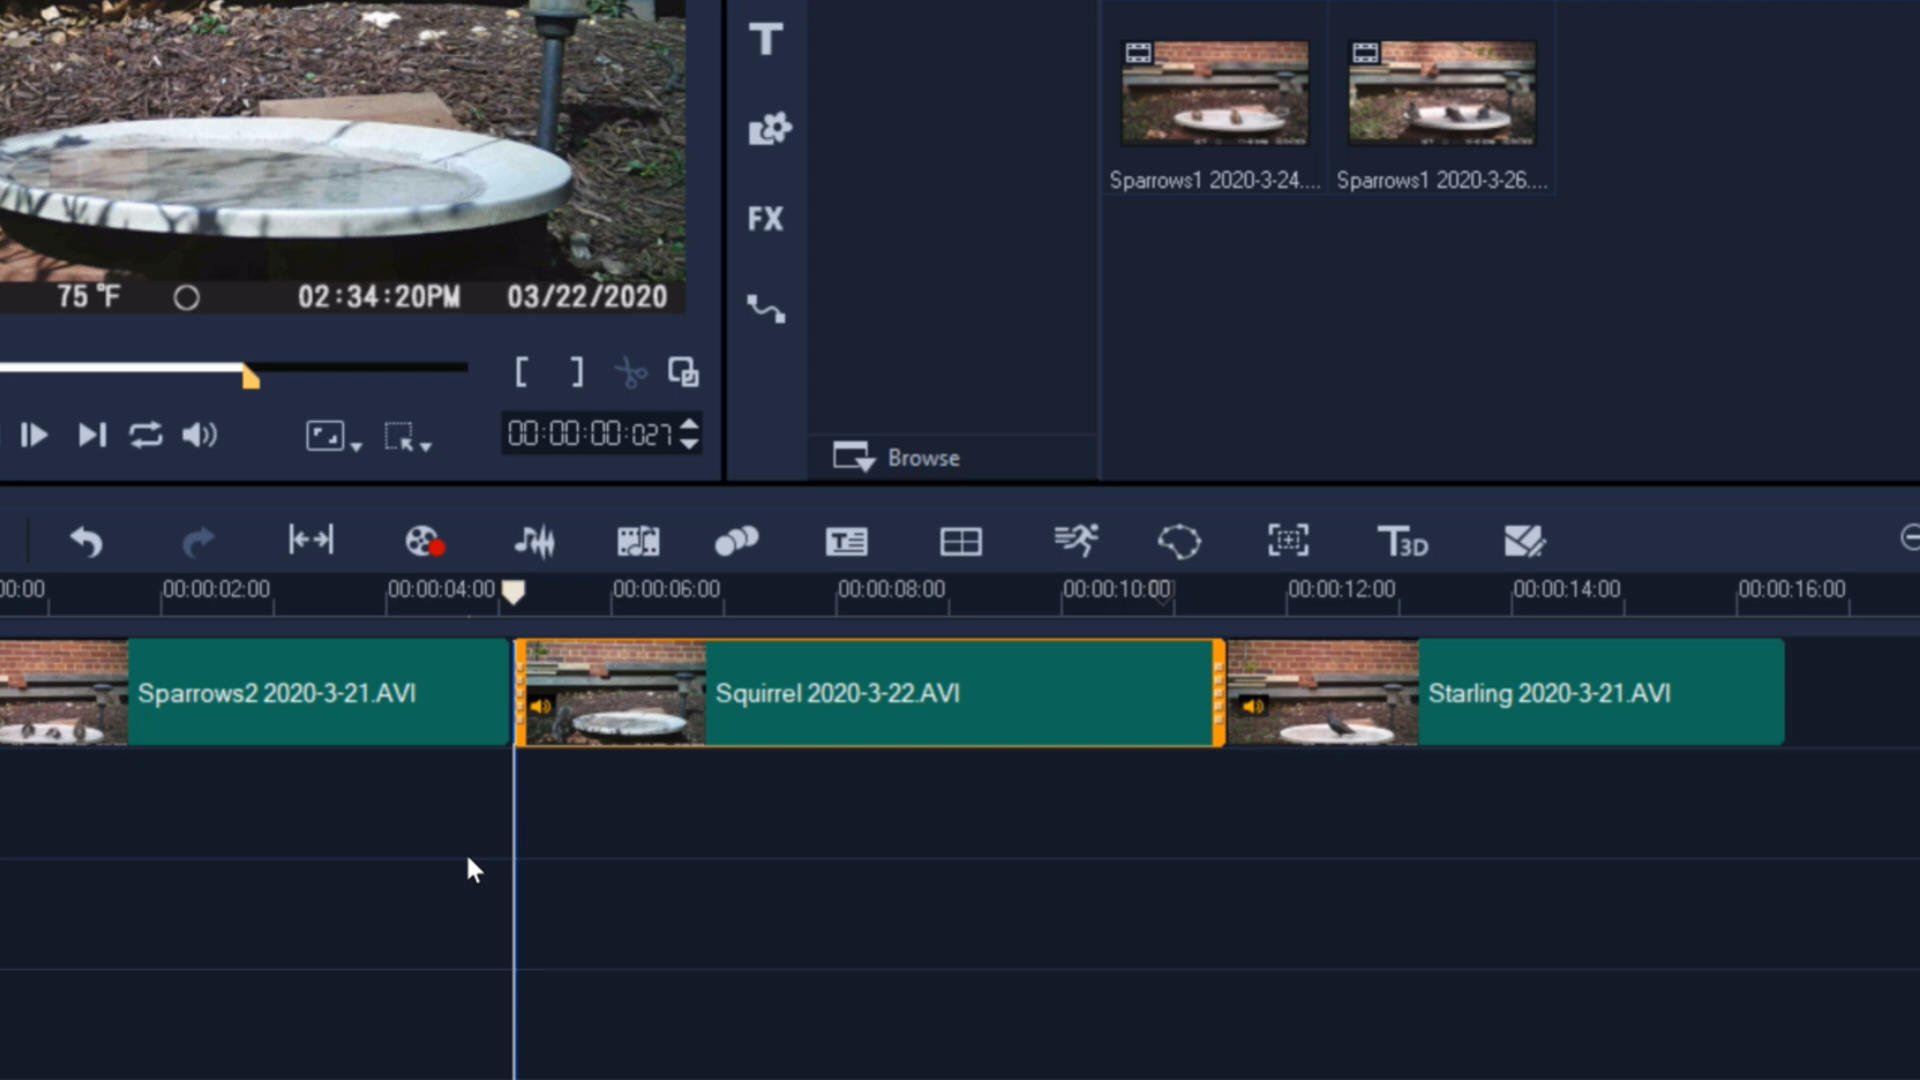 T
Sparrows1 2020-3-24....
Sparrows1 2020-3-26....
FX
75 °F 02:34:20PM 03/22/2020
[ ]
00:00:00:027
Browse
T
T3D
00:00 00:00:02:00 00:00:04:00 00:00:06:00 00:00:08:00 00:00:10:00 00:00:12:00 00:00:14:00 00:00:16:00
Sparrows2 2020-3-21.AVI
Squirrel 2020-3-22.AVI
Starling 2020-3-21.AVI